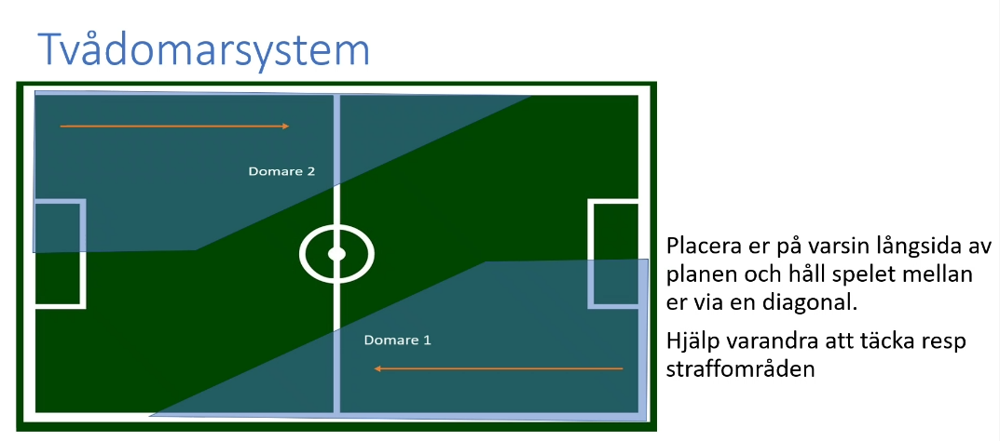 Tvådomarsystem
Domare 2
Domare 1
Placera er på varsin långsida av
planen och håll spelet mellan
er via en diagonal.
Hjälp varandra att täcka resp
straffområden